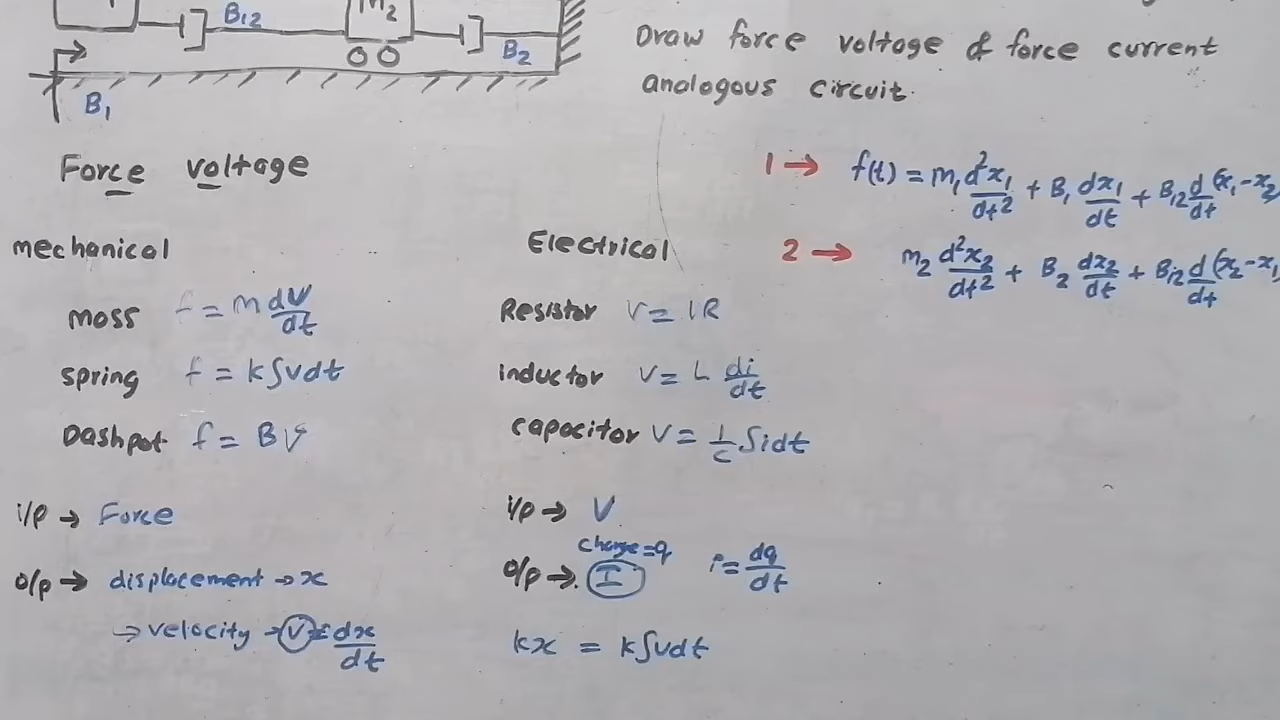 B12
M2
B2
B1
Draw force voltage & force current
analogous circuit.
Force voltage
1 → f(t) = M1 d²x1/dt² + B1 dx1/dt + B12 d/dt (x1-x2)
mechanical
Electrical
2 → M2 d²x2/dt² + B2 dx2/dt + B12 d/dt (x2-x1
mass f = m dv/dt
Resistor V = IR
spring f = k∫vdt
inductor V = L di/dt
Dashpot f = BV
capacitor V = 1/c ∫idt
i/p → Force
i/p → V
charge = q
o/p → displacement → x
o/p → I i = dq/dt
→ velocity → V = dx/dt
kx = k∫vdt